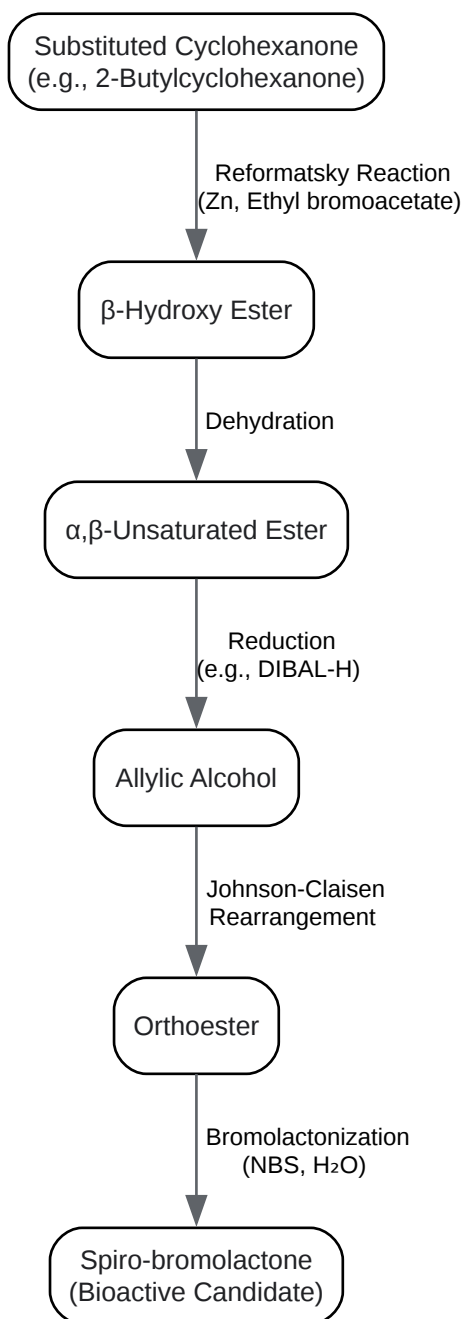 Substituted Cyclohexanone
(e.g., 2-Butylcyclohexanone)
Reformatsky Reaction
(Zn, Ethyl bromoacetate)
β-Hydroxy Ester
Dehydration
α,β-Unsaturated Ester
Reduction
(e.g., DIBAL-H)
Allylic Alcohol
Johnson-Claisen
Rearrangement
Orthoester
Bromolactonization
(NBS, H₂O)
Spiro-bromolactone
(Bioactive Candidate)